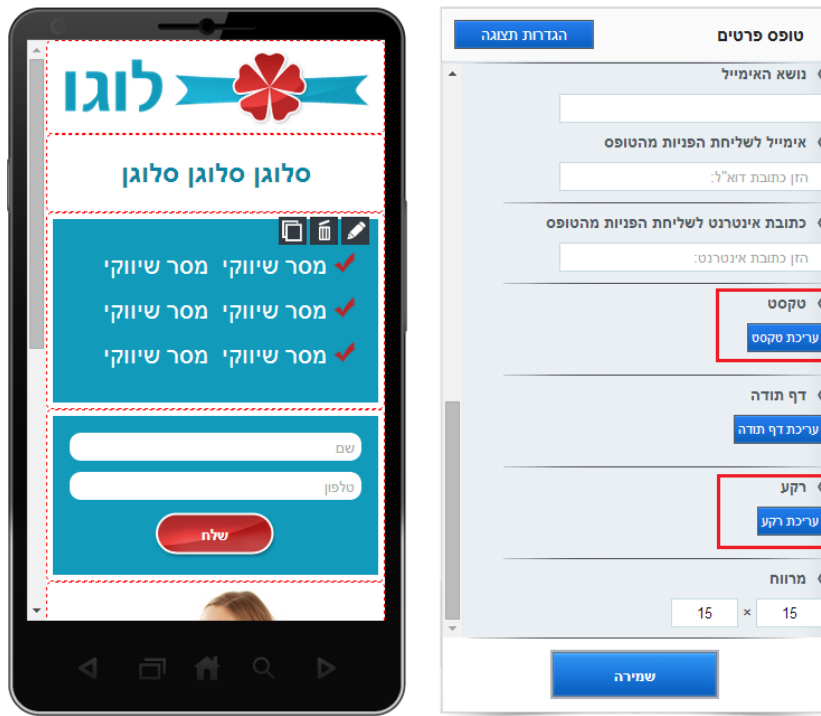 לוגו
סלוגן סלוגן סלוגן
מסר שיווקי מסר שיווקי
מסר שיווקי מסר שיווקי
מסר שיווקי מסר שיווקי
שם
טלפון
שלח
טופס פרטים
הגדרות תצוגה
נושא האימייל
אימייל לשליחת הפניות מהטופס
הזן כתובת דוא"ל:
כתובת אינטרנט לשליחת הפניות מהטופס
הזן כתובת אינטרנט:
טקסט
עריכת טקסט
דף תודה
עריכת דף תודה
רקע
עריכת רקע
מרווח
15 × 15
שמירה